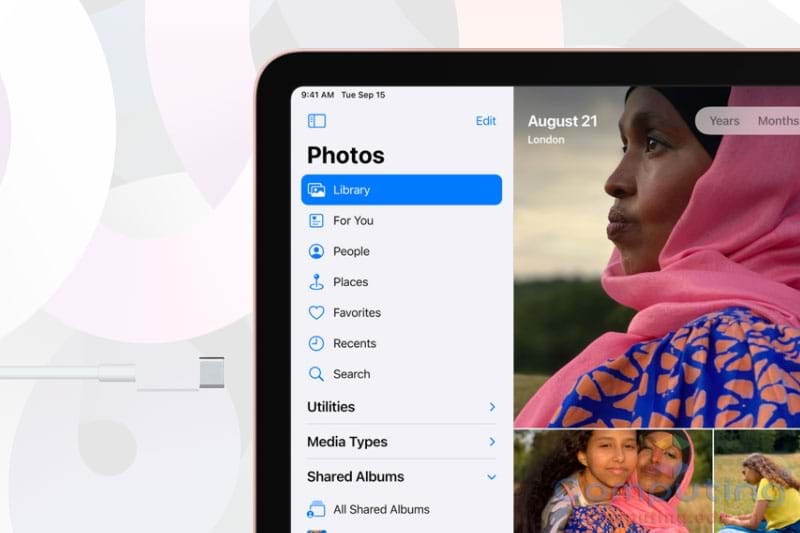 9:41 AM Tue Sep 15
Edit
Photos
Library
For You
People
Places
Favorites
Recents
Search
Utilities
Media Types
Shared Albums
All Shared Albums
August 21
London
Years Months